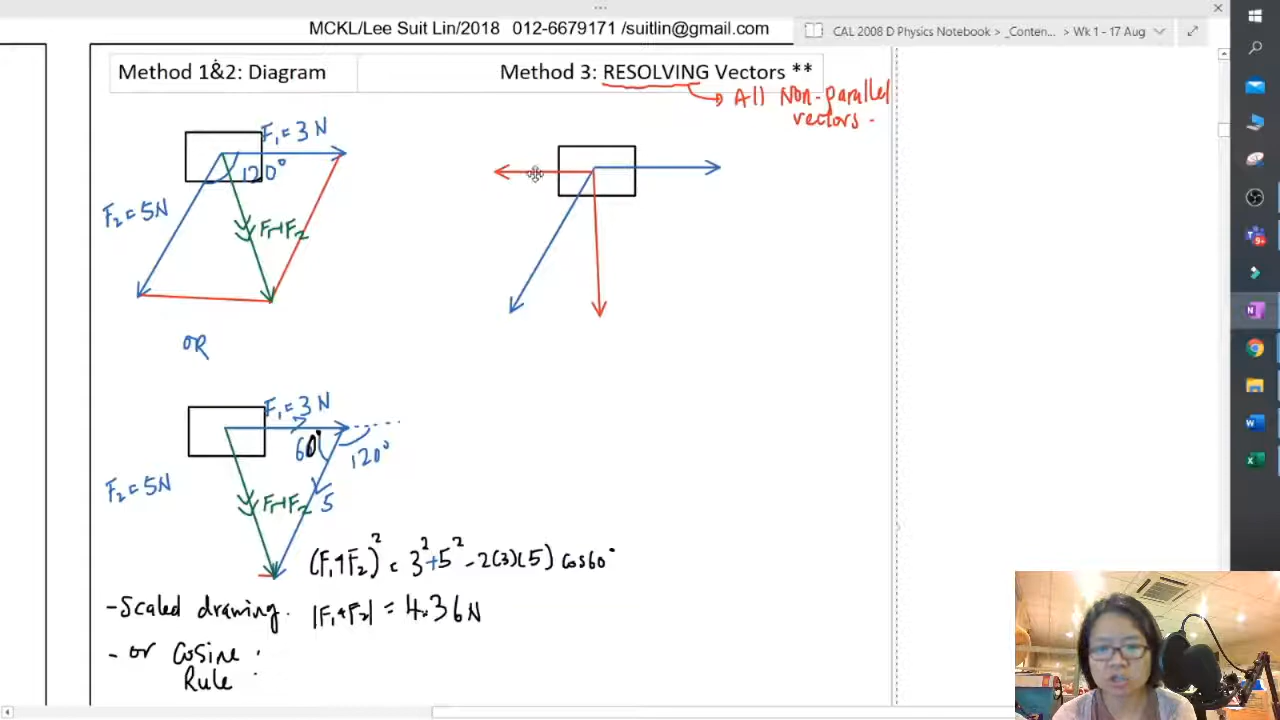 MCKL/Lee Suit Lin/2018 012-6679171 /suitlin@gmail.com
CAL 2008 D Physics Notebook > _Conten... > Wk 1 - 17 Aug
Method 1&2: Diagram
Method 3: RESOLVING Vectors **
→ All Non-parallel
vectors.
F₁ = 3 N
120°
F₂ = 5N
F₁+F₂
OR
F₁ = 3 N
60°
120°
F₂ = 5N
F₁+F₂
5
(F₁+F₂)² = 3² + 5² - 2(3)(5) cos60°
- Scaled drawing.
|F₁+F₂| = 4.36N
- or Cosine
Rule